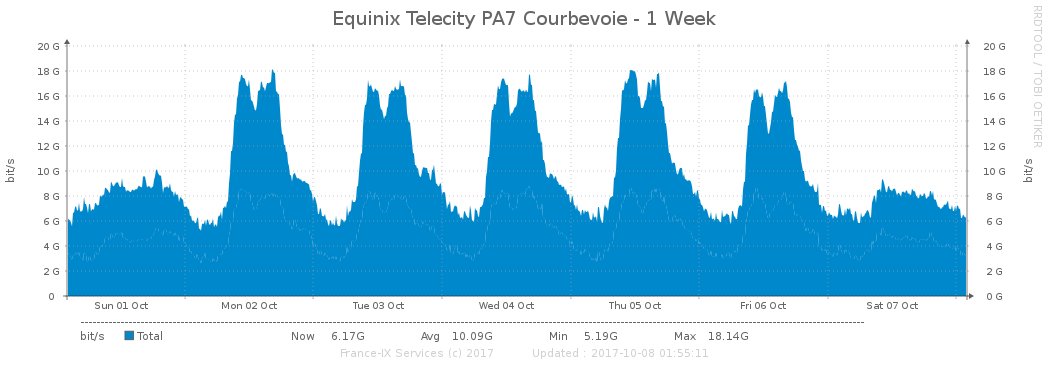 Equinix Telecity PA7 Courbevoie - 1 Week
RRDTOOL / TOBI OETIKER
bit/s
20 G
18 G
16 G
14 G
12 G
10 G
8 G
6 G
4 G
2 G
0
20 G
18 G
16 G
14 G
12 G
10 G
8 G
6 G
4 G
2 G
0 G
bit/s
Sun 01 Oct Mon 02 Oct Tue 03 Oct Wed 04 Oct Thu 05 Oct Fri 06 Oct Sat 07 Oct
bit/s Total Now 6.17G Avg 10.09G Min 5.19G Max 18.14G
France-IX Services (c) 2017 Updated : 2017-10-08 01:55:11